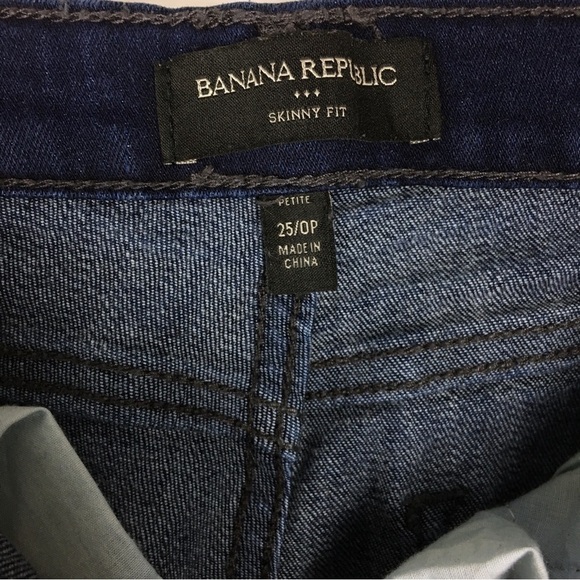 BANANA REPUBLIC
SKINNY FIT
PETITE
25/0P
MADE IN
CHINA